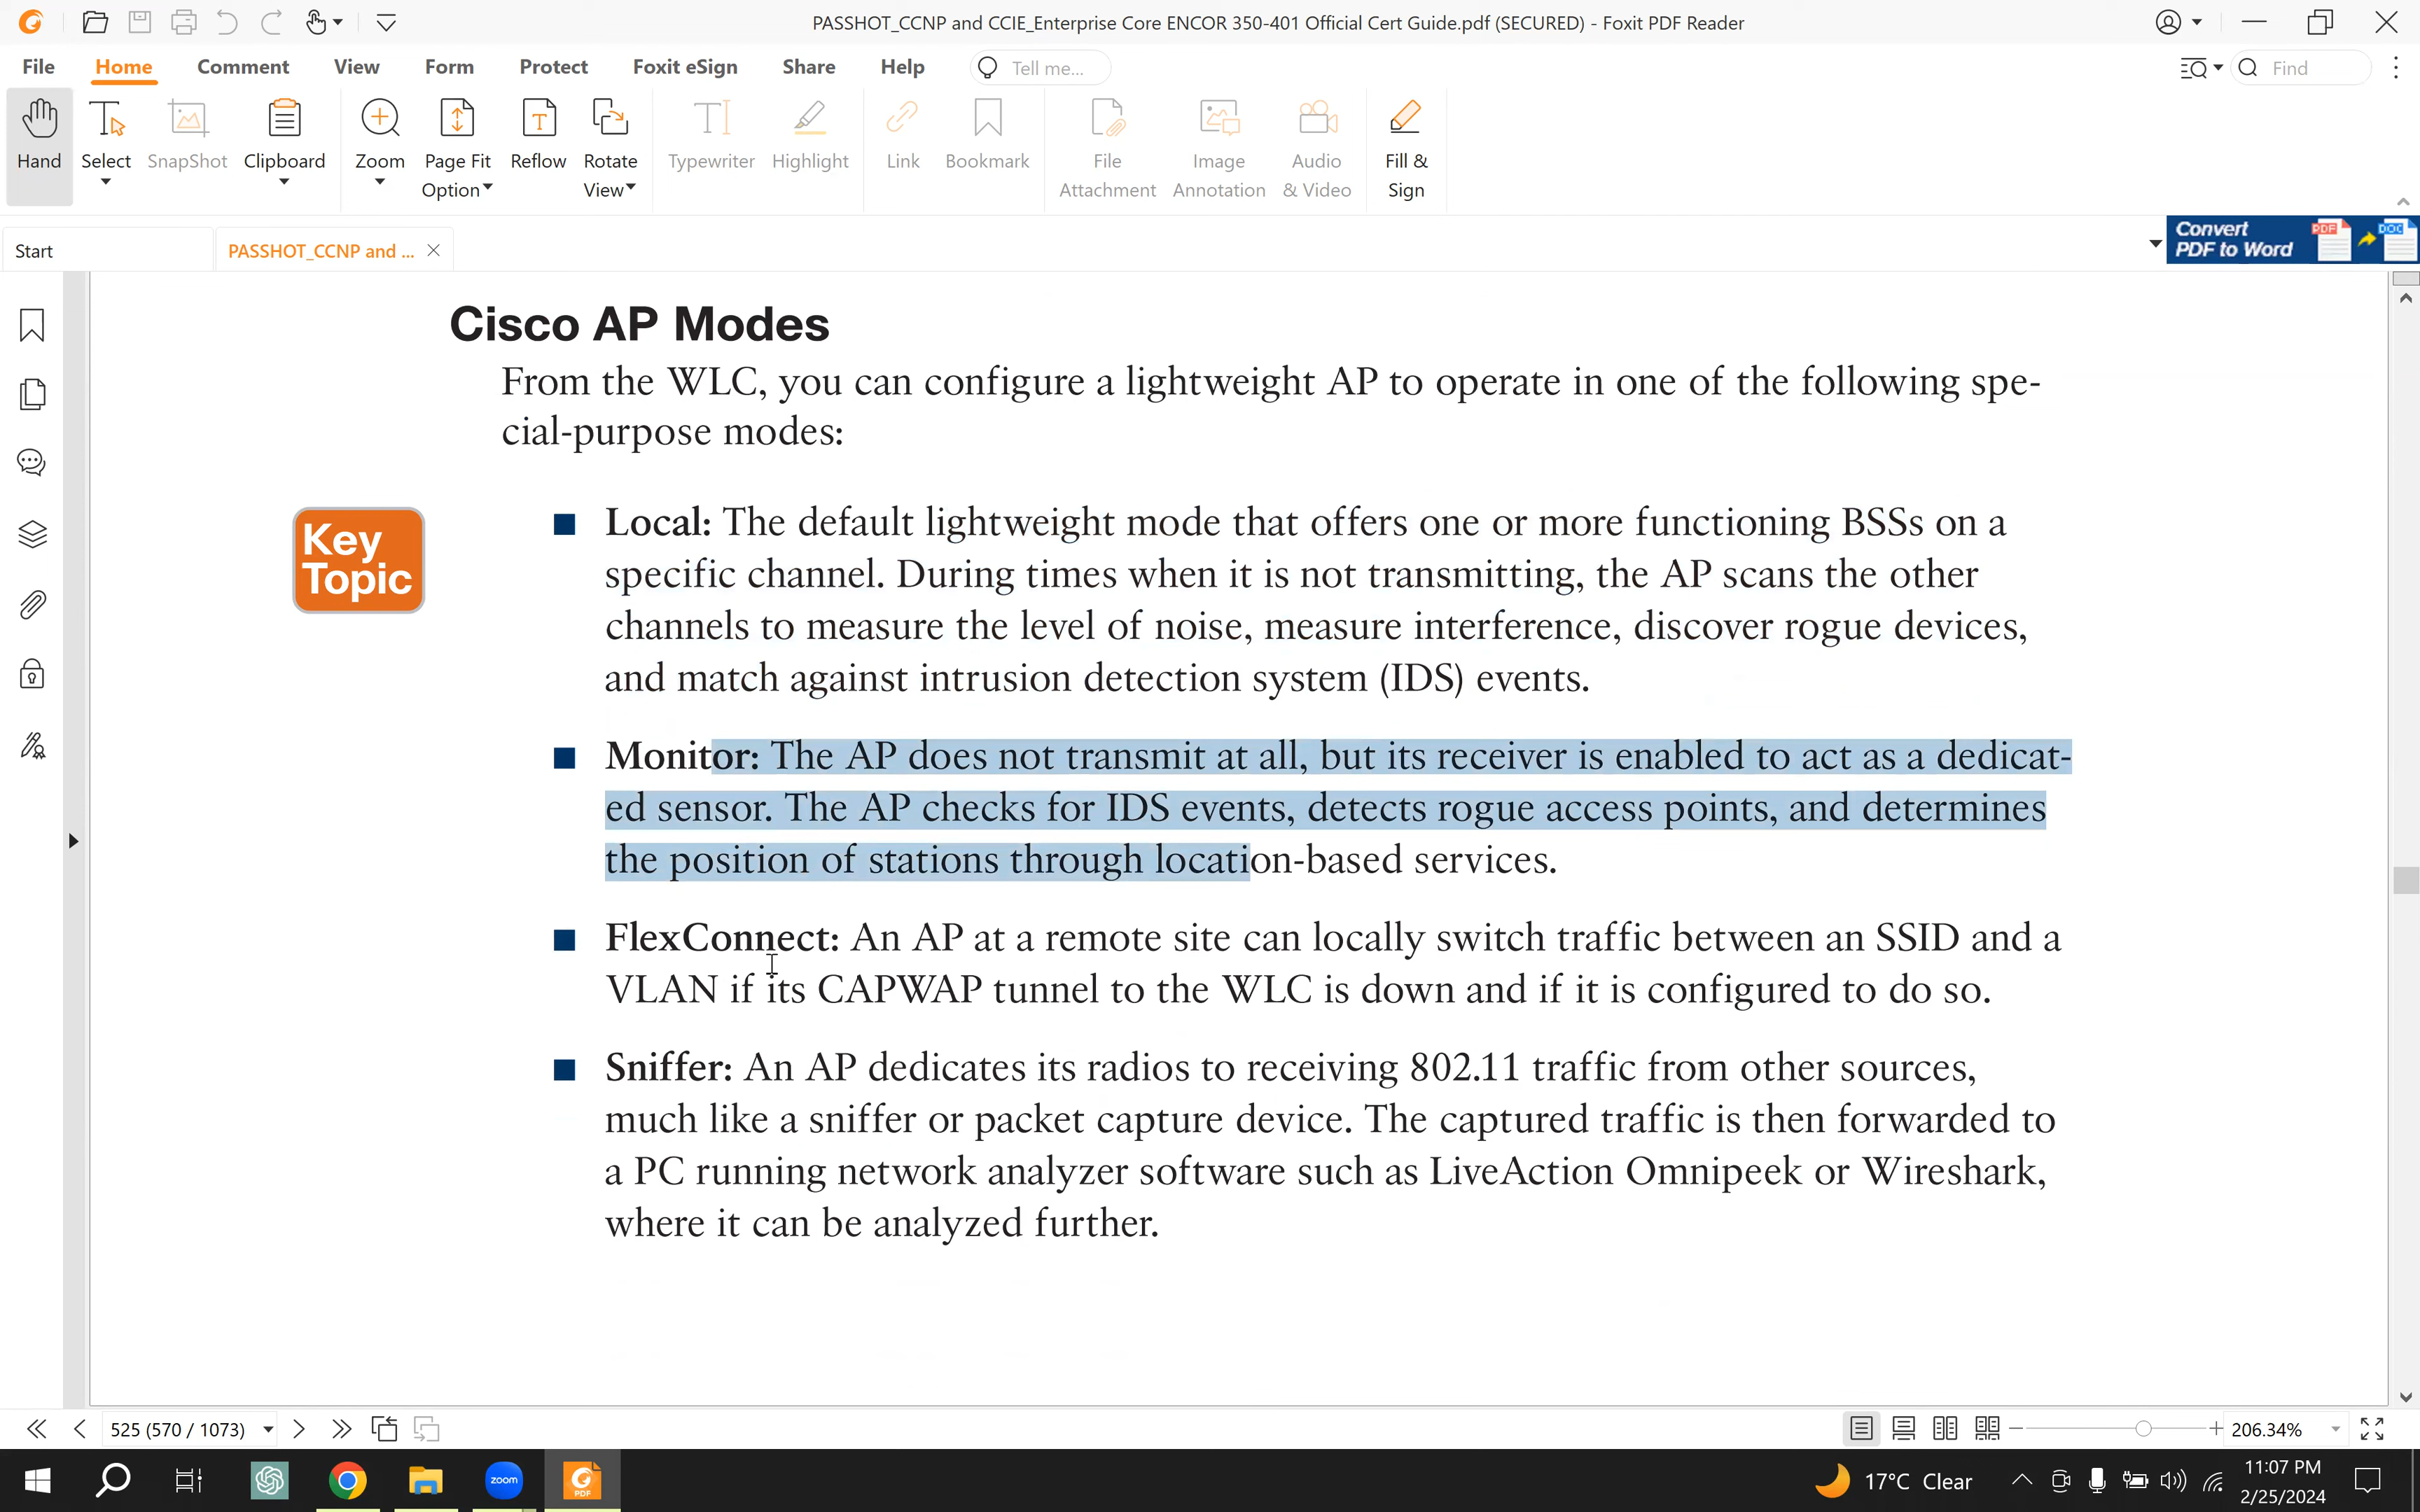 PASSHOT_CCNP and CCIE_Enterprise Core ENCOR 350-401 Official Cert Guide.pdf (SECURED) - Foxit PDF Reader
File Home Comment View Form Protect Foxit eSign Share Help Tell me... Find
Hand Select SnapShot Clipboard Zoom Page Fit Option Reflow Rotate View Typewriter Highlight Link Bookmark File Attachment Image Annotation Audio & Video Fill & Sign
Start PASSHOT_CCNP and ... Convert PDF to Word PDF DOC
Cisco AP Modes
From the WLC, you can configure a lightweight AP to operate in one of the following spe-
cial-purpose modes:
Key
Topic
■ Local: The default lightweight mode that offers one or more functioning BSSs on a
specific channel. During times when it is not transmitting, the AP scans the other
channels to measure the level of noise, measure interference, discover rogue devices,
and match against intrusion detection system (IDS) events.
■ Monitor: The AP does not transmit at all, but its receiver is enabled to act as a dedicat-
ed sensor. The AP checks for IDS events, detects rogue access points, and determines
the position of stations through location-based services.
■ FlexConnect: An AP at a remote site can locally switch traffic between an SSID and a
VLAN if its CAPWAP tunnel to the WLC is down and if it is configured to do so.
■ Sniffer: An AP dedicates its radios to receiving 802.11 traffic from other sources,
much like a sniffer or packet capture device. The captured traffic is then forwarded to
a PC running network analyzer software such as LiveAction Omnipeek or Wireshark,
where it can be analyzed further.
525 (570 / 1073) 206.34%
zoom PDF 17°C Clear 11:07 PM
2/25/2024